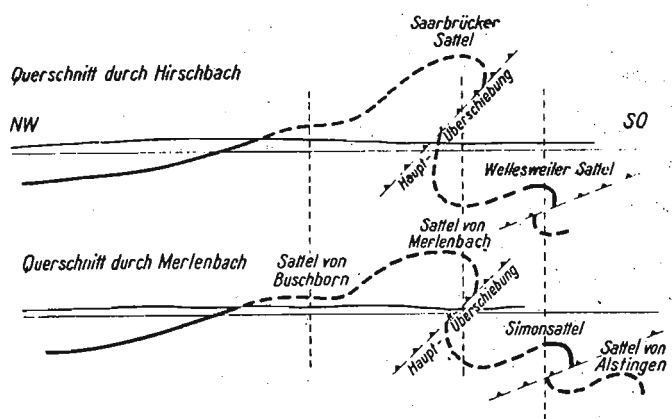 Saarbrücker
Sattel
Querschnitt durch Hirschbach
NW
SO
Haupt-Überschiebung
Wellesweiler Sattel
Sattel von
Merlenbach
Querschnitt durch Merlenbach
Sattel von
Buschborn
Haupt-Überschiebung
Simonsattel
Sattel von
Alstingen